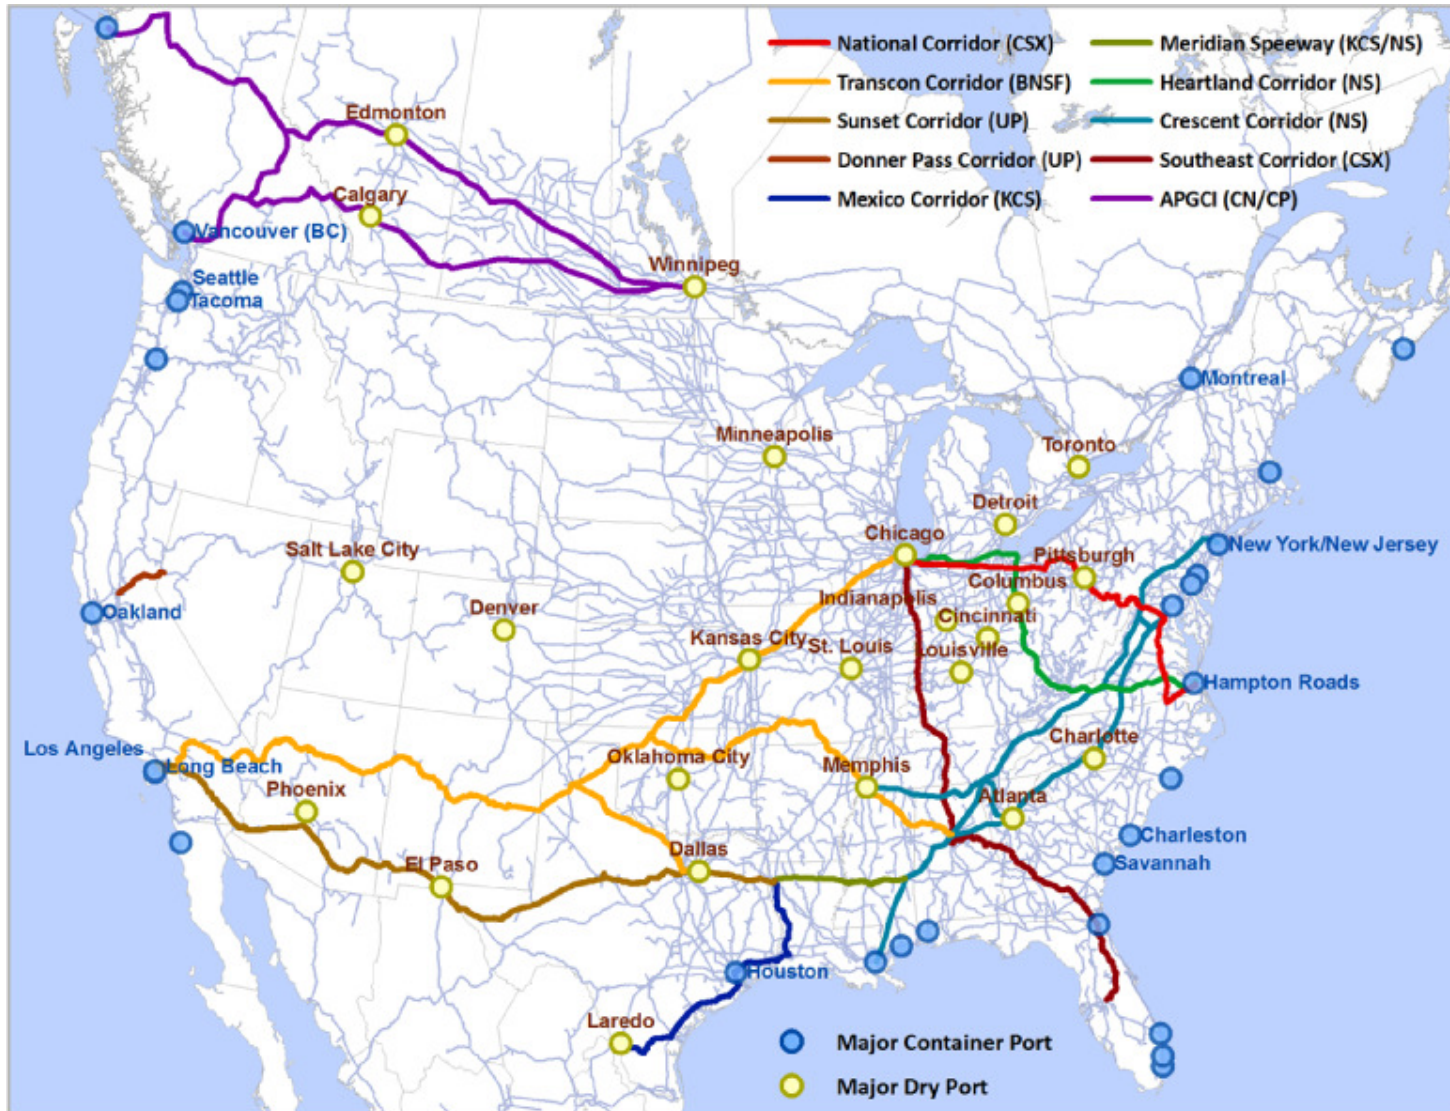 National Corridor (CSX)
Transcon Corridor (BNSF)
Sunset Corridor (UP)
Donner Pass Corridor (UP)
Mexico Corridor (KCS)
Meridian Speeway (KCS/NS)
Heartland Corridor (NS)
Crescent Corridor (NS)
Southeast Corridor (CSX)
APGCI (CN/CP)
Edmonton
Calgary
Vancouver (BC)
Winnipeg
Seattle
Tacoma
Montreal
Minneapolis
Toronto
Detroit
Chicago
New York/New Jersey
Salt Lake City
Pittsburgh
Columbus
Indianapolis
Oakland
Denver
Cincinnati
Kansas City
St. Louis
Louisville
Hampton Roads
Los Angeles
Long Beach
Phoenix
Oklahoma City
Memphis
Charlotte
Atlanta
Charleston
Savannah
El Paso
Dallas
Houston
Laredo
Major Container Port
Major Dry Port